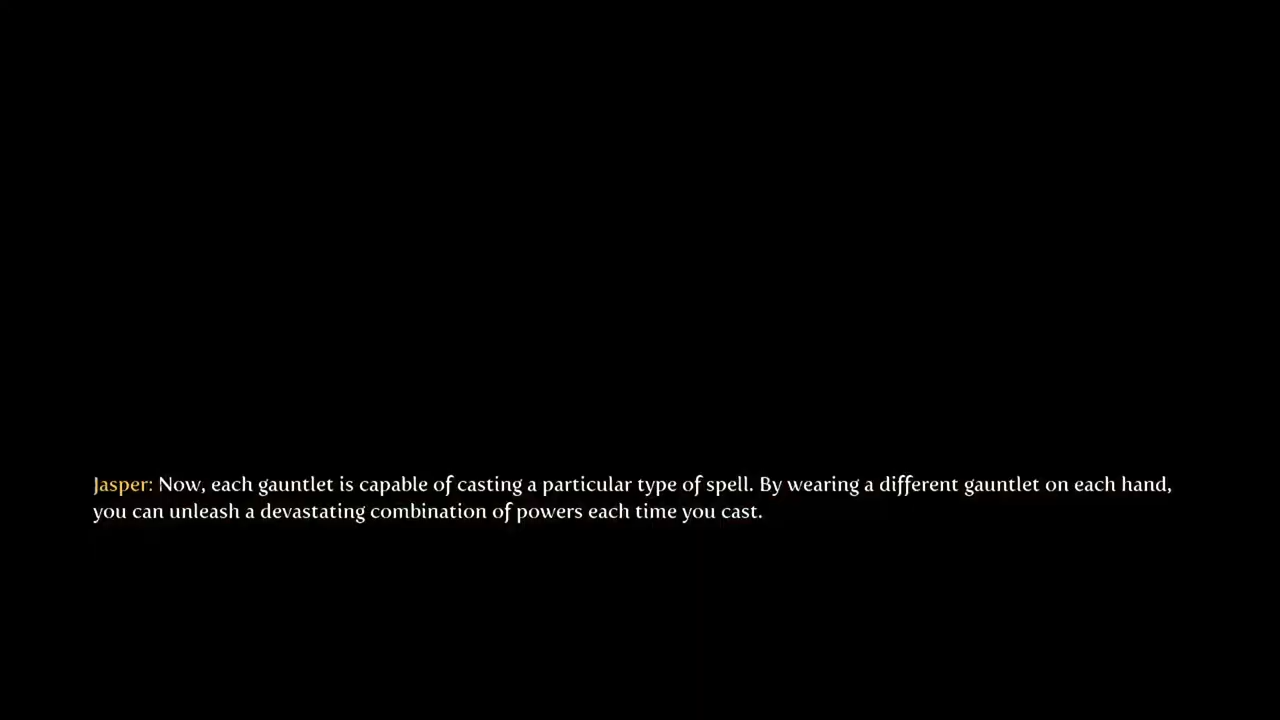 Jasper: Now, each gauntlet is capable of casting a particular type of spell. By wearing a different gauntlet on each hand,
you can unleash a devastating combination of powers each time you cast.